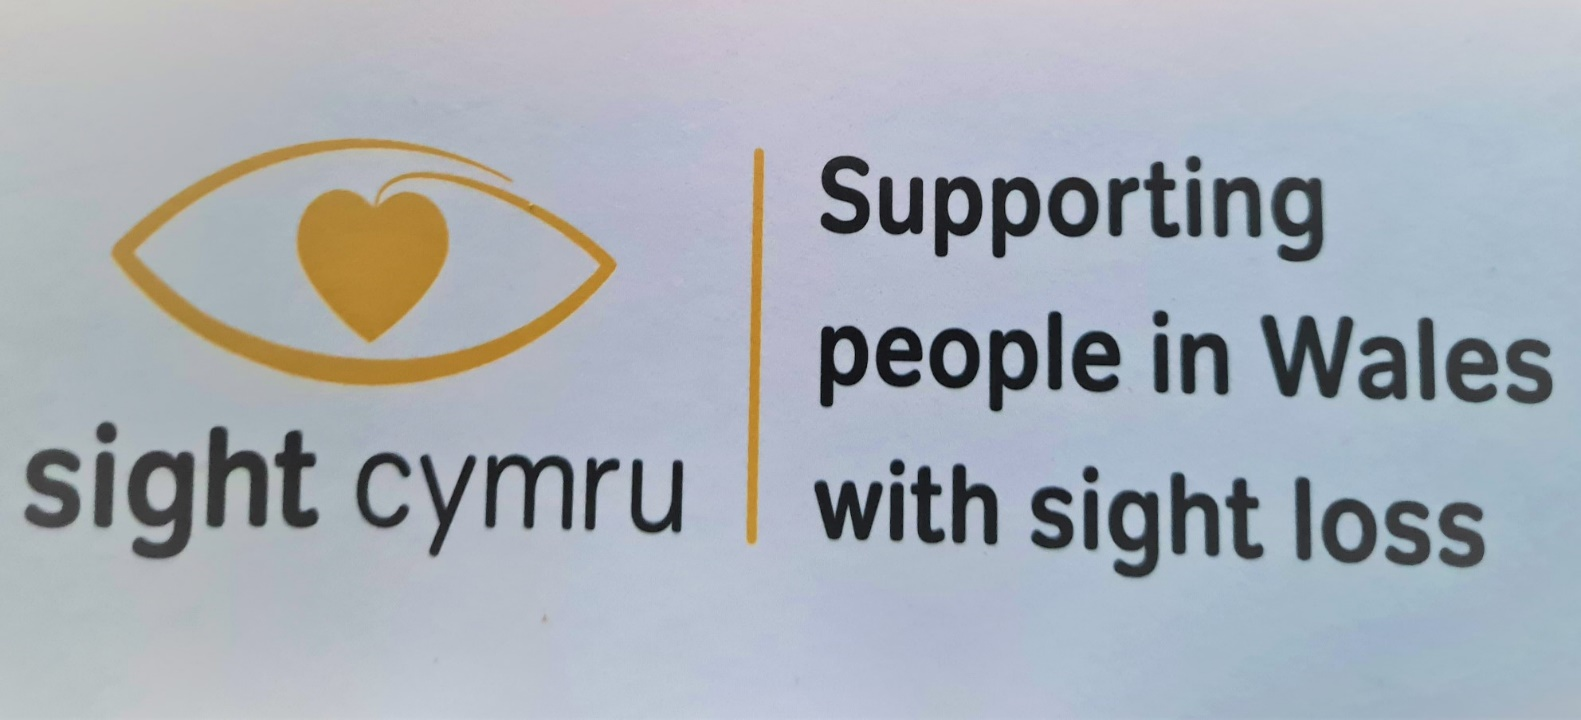 sight cymru
Supporting
people in Wales
with sight loss